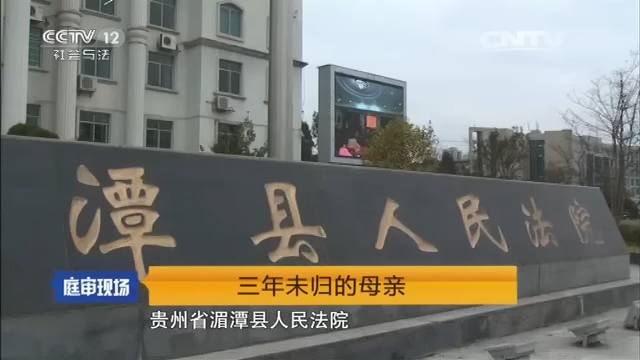 CCTV 12
社会与法
CNTV
潭县人民法院
庭审现场
三年未归的母亲
贵州省湄潭县人民法院